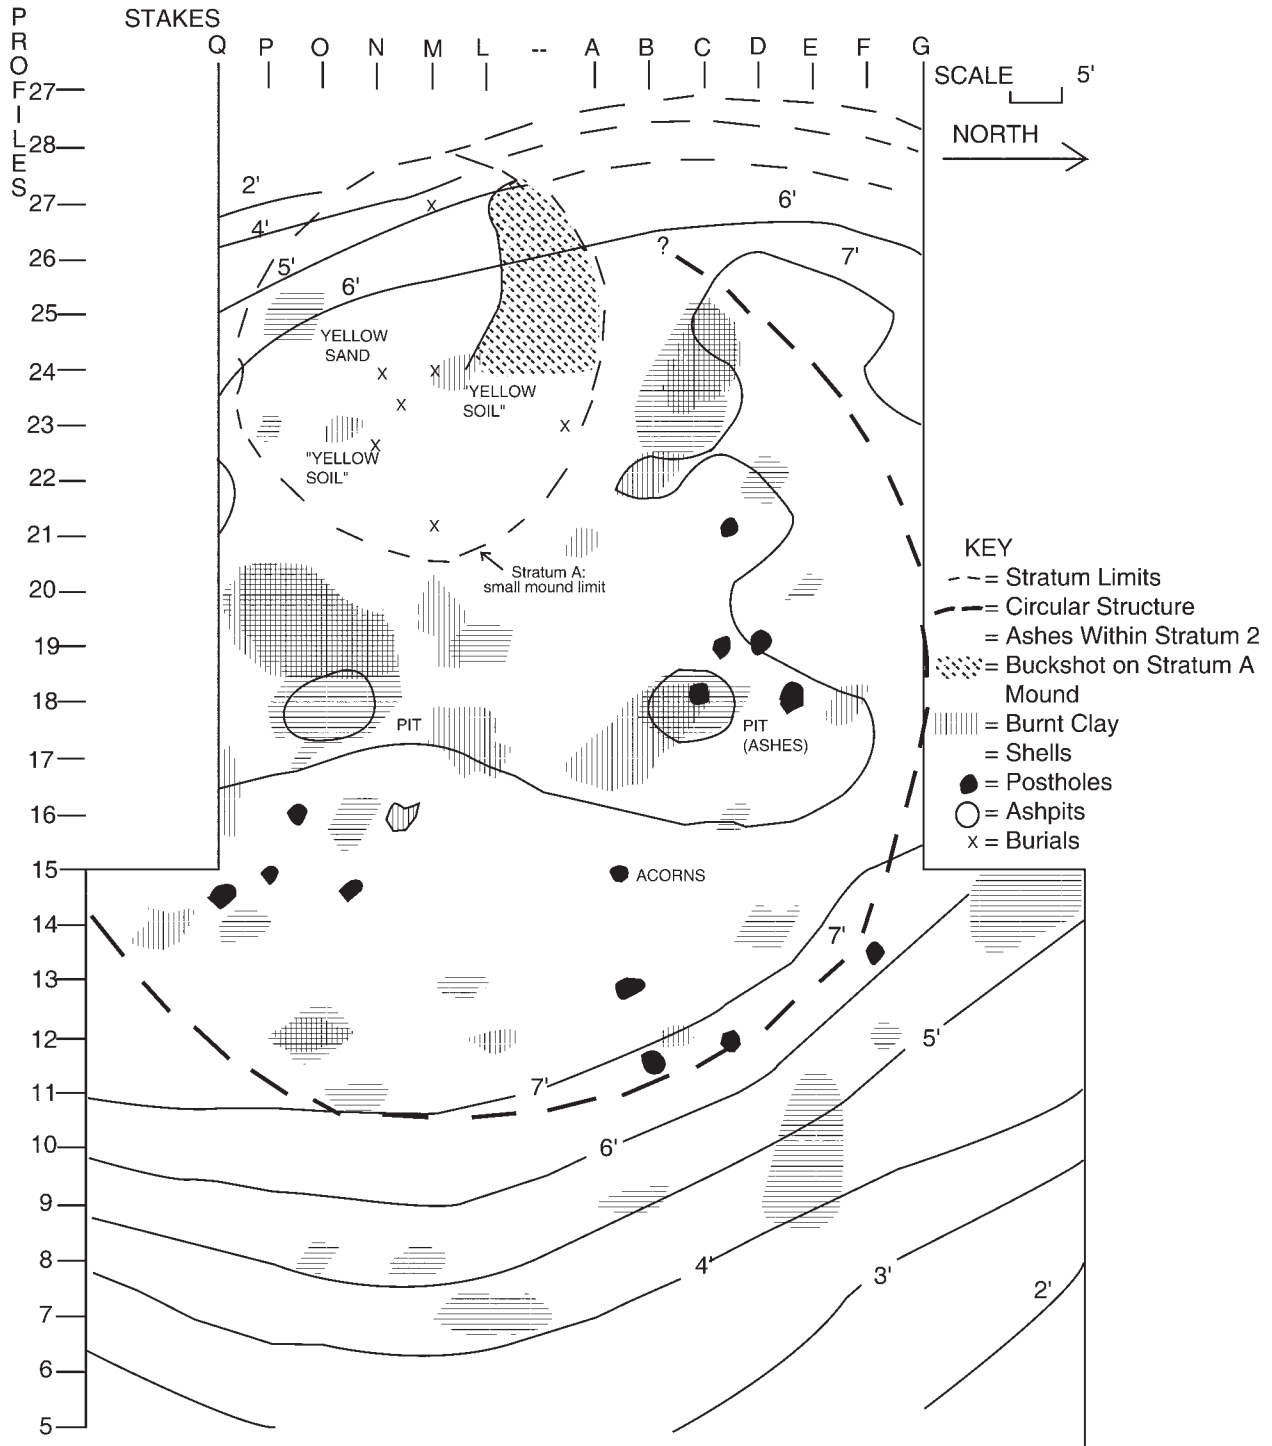 PROFILES
STAKES
Q P O N M L -- A B C D E F G
SCALE 5'
27
NORTH
28
2'
27
6'
4'
?
7'
26
5'
6'
25
YELLOW
SAND
24
"YELLOW
SOIL"
x
x
x
x
x
x
x
23
"YELLOW
SOIL"
22
21
KEY
Stratum A:
small mound limit
= Stratum Limits
20
= Circular Structure
= Ashes Within Stratum 2
19
= Buckshot on Stratum A
Mound
18
PIT
PIT
(ASHES)
= Burnt Clay
17
= Shells
= Postholes
16
= Ashpits
x = Burials
15
ACORNS
14
7'
13
12
5'
11
7'
10
6'
9
8
4'
3'
2'
7
6
5